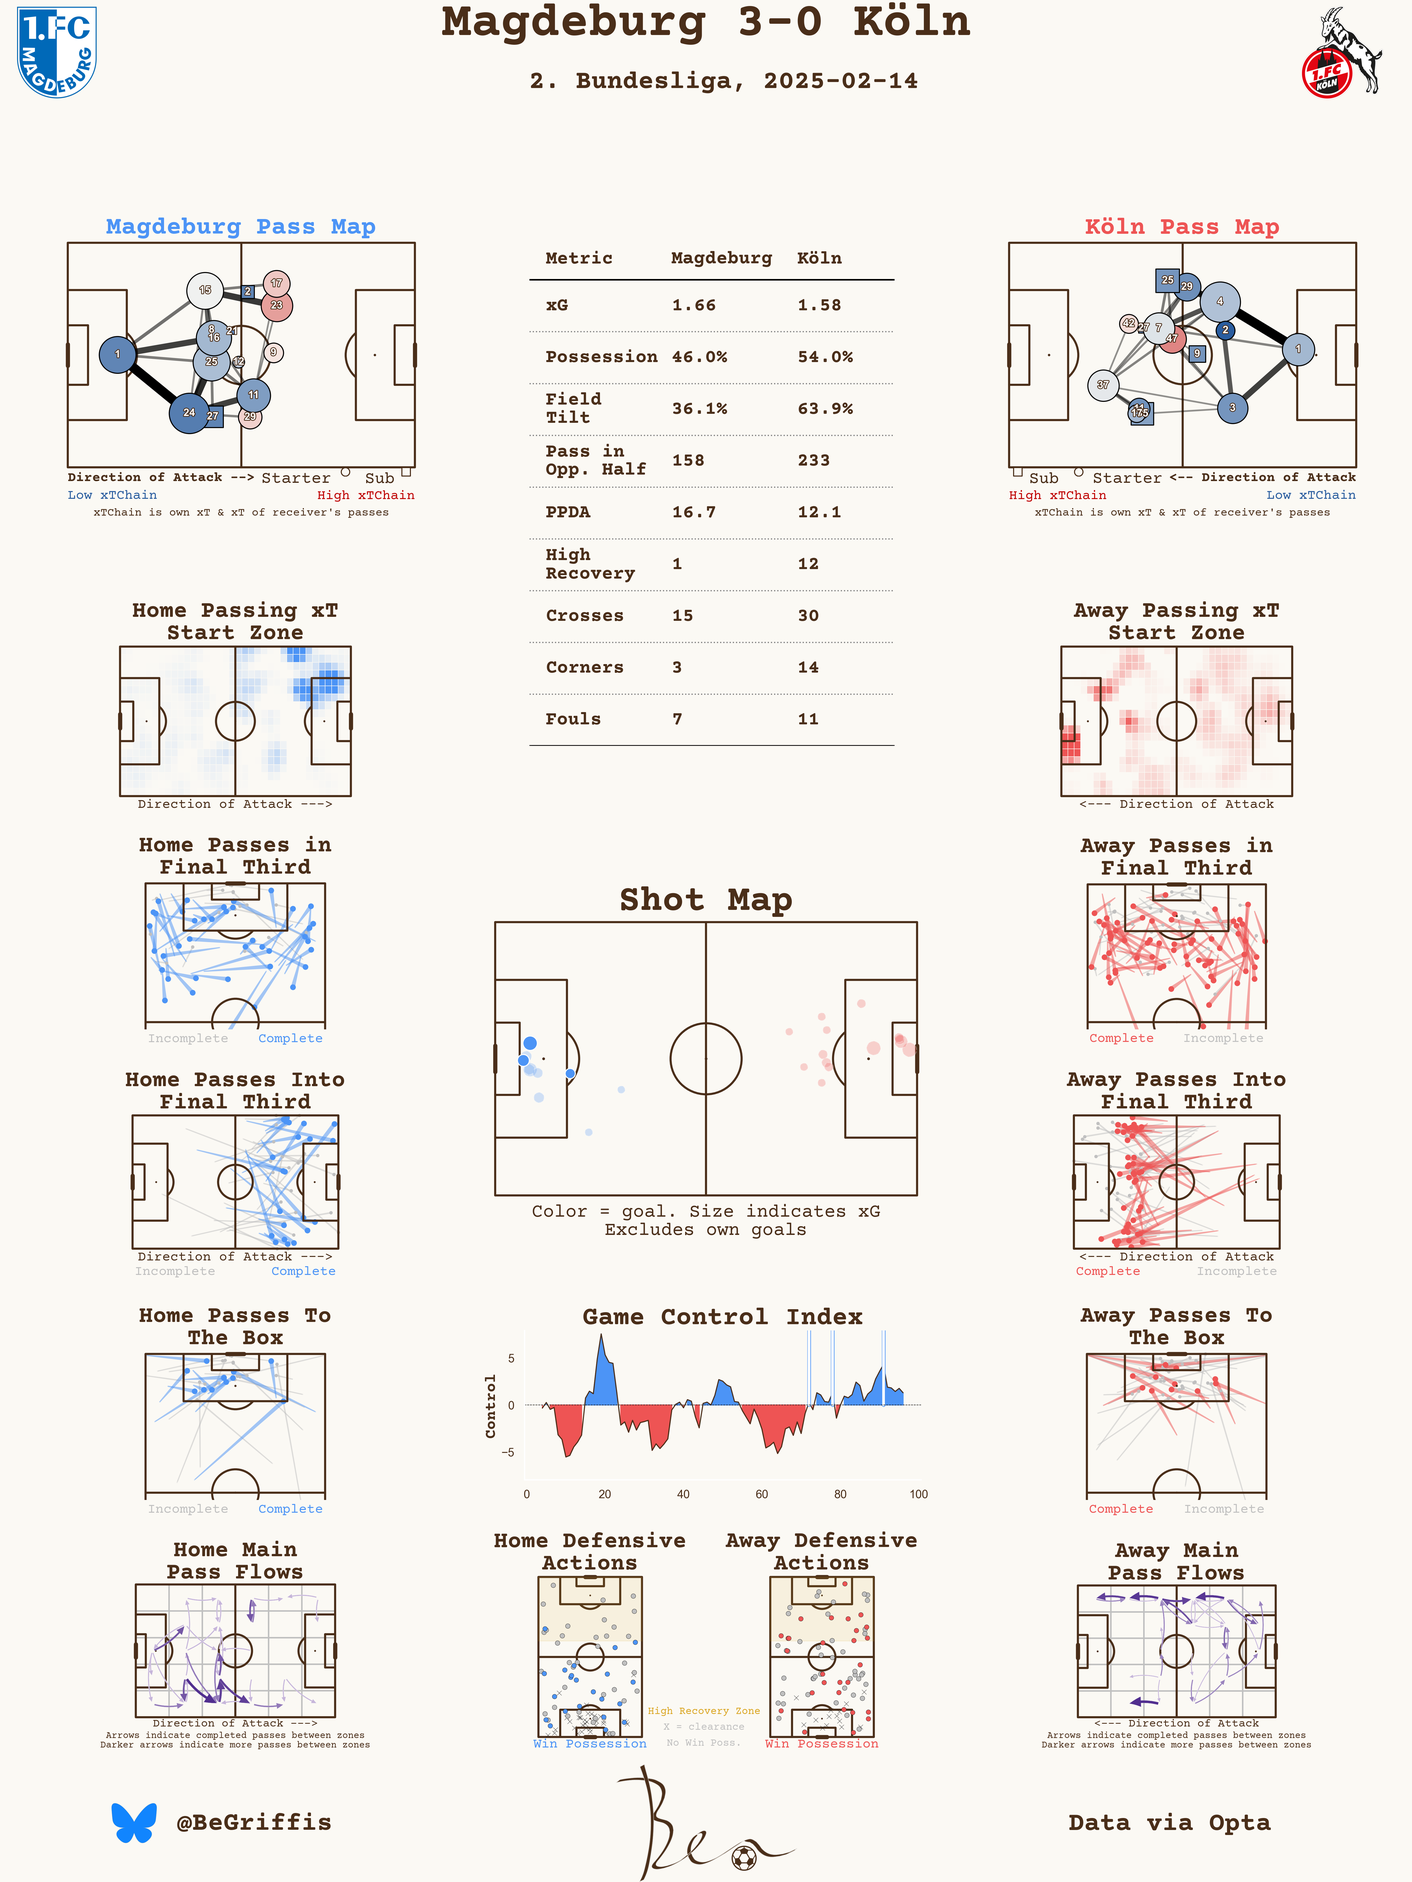 Magdeburg 3-0 Köln
2. Bundesliga, 2025-02-14
1.FC
MAGDEBURG
1.FC
KÖLN
Magdeburg Pass Map
15
2
17
23
8
16
21
1
25
12
9
11
24
27
29
Direction of Attack --> Starter Sub
Low xTChain High xTChain
xTChain is own xT & xT of receiver's passes
Metric Magdeburg Köln
xG 1.66 1.58
Possession 46.0% 54.0%
Field
Tilt 36.1% 63.9%
Pass in
Opp. Half 158 233
PPDA 16.7 12.1
High
Recovery 1 12
Crosses 15 30
Corners 3 14
Fouls 7 11
Köln Pass Map
25
29
4
42
27
7
2
47
9
1
37
3
Sub Starter <-- Direction of Attack
High xTChain Low xTChain
xTChain is own xT & xT of receiver's passes
Home Passing xT
Start Zone
Direction of Attack --->
Away Passing xT
Start Zone
<--- Direction of Attack
Home Passes in
Final Third
Incomplete Complete
Away Passes in
Final Third
Complete Incomplete
Shot Map
Color = goal. Size indicates xG
Excludes own goals
Home Passes Into
Final Third
Direction of Attack --->
Incomplete Complete
Away Passes Into
Final Third
<--- Direction of Attack
Complete Incomplete
Home Passes To
The Box
Incomplete Complete
Game Control Index
Control
5
0
−5
0 20 40 60 80 100
Away Passes To
The Box
Complete Incomplete
Home Main
Pass Flows
Direction of Attack --->
Arrows indicate completed passes between zones
Darker arrows indicate more passes between zones
Home Defensive
Actions
Win Possession
High Recovery Zone
X = clearance
No Win Poss.
Away Defensive
Actions
Win Possession
Away Main
Pass Flows
<--- Direction of Attack
Arrows indicate completed passes between zones
Darker arrows indicate more passes between zones
@BeGriffis
Ben
Data via Opta